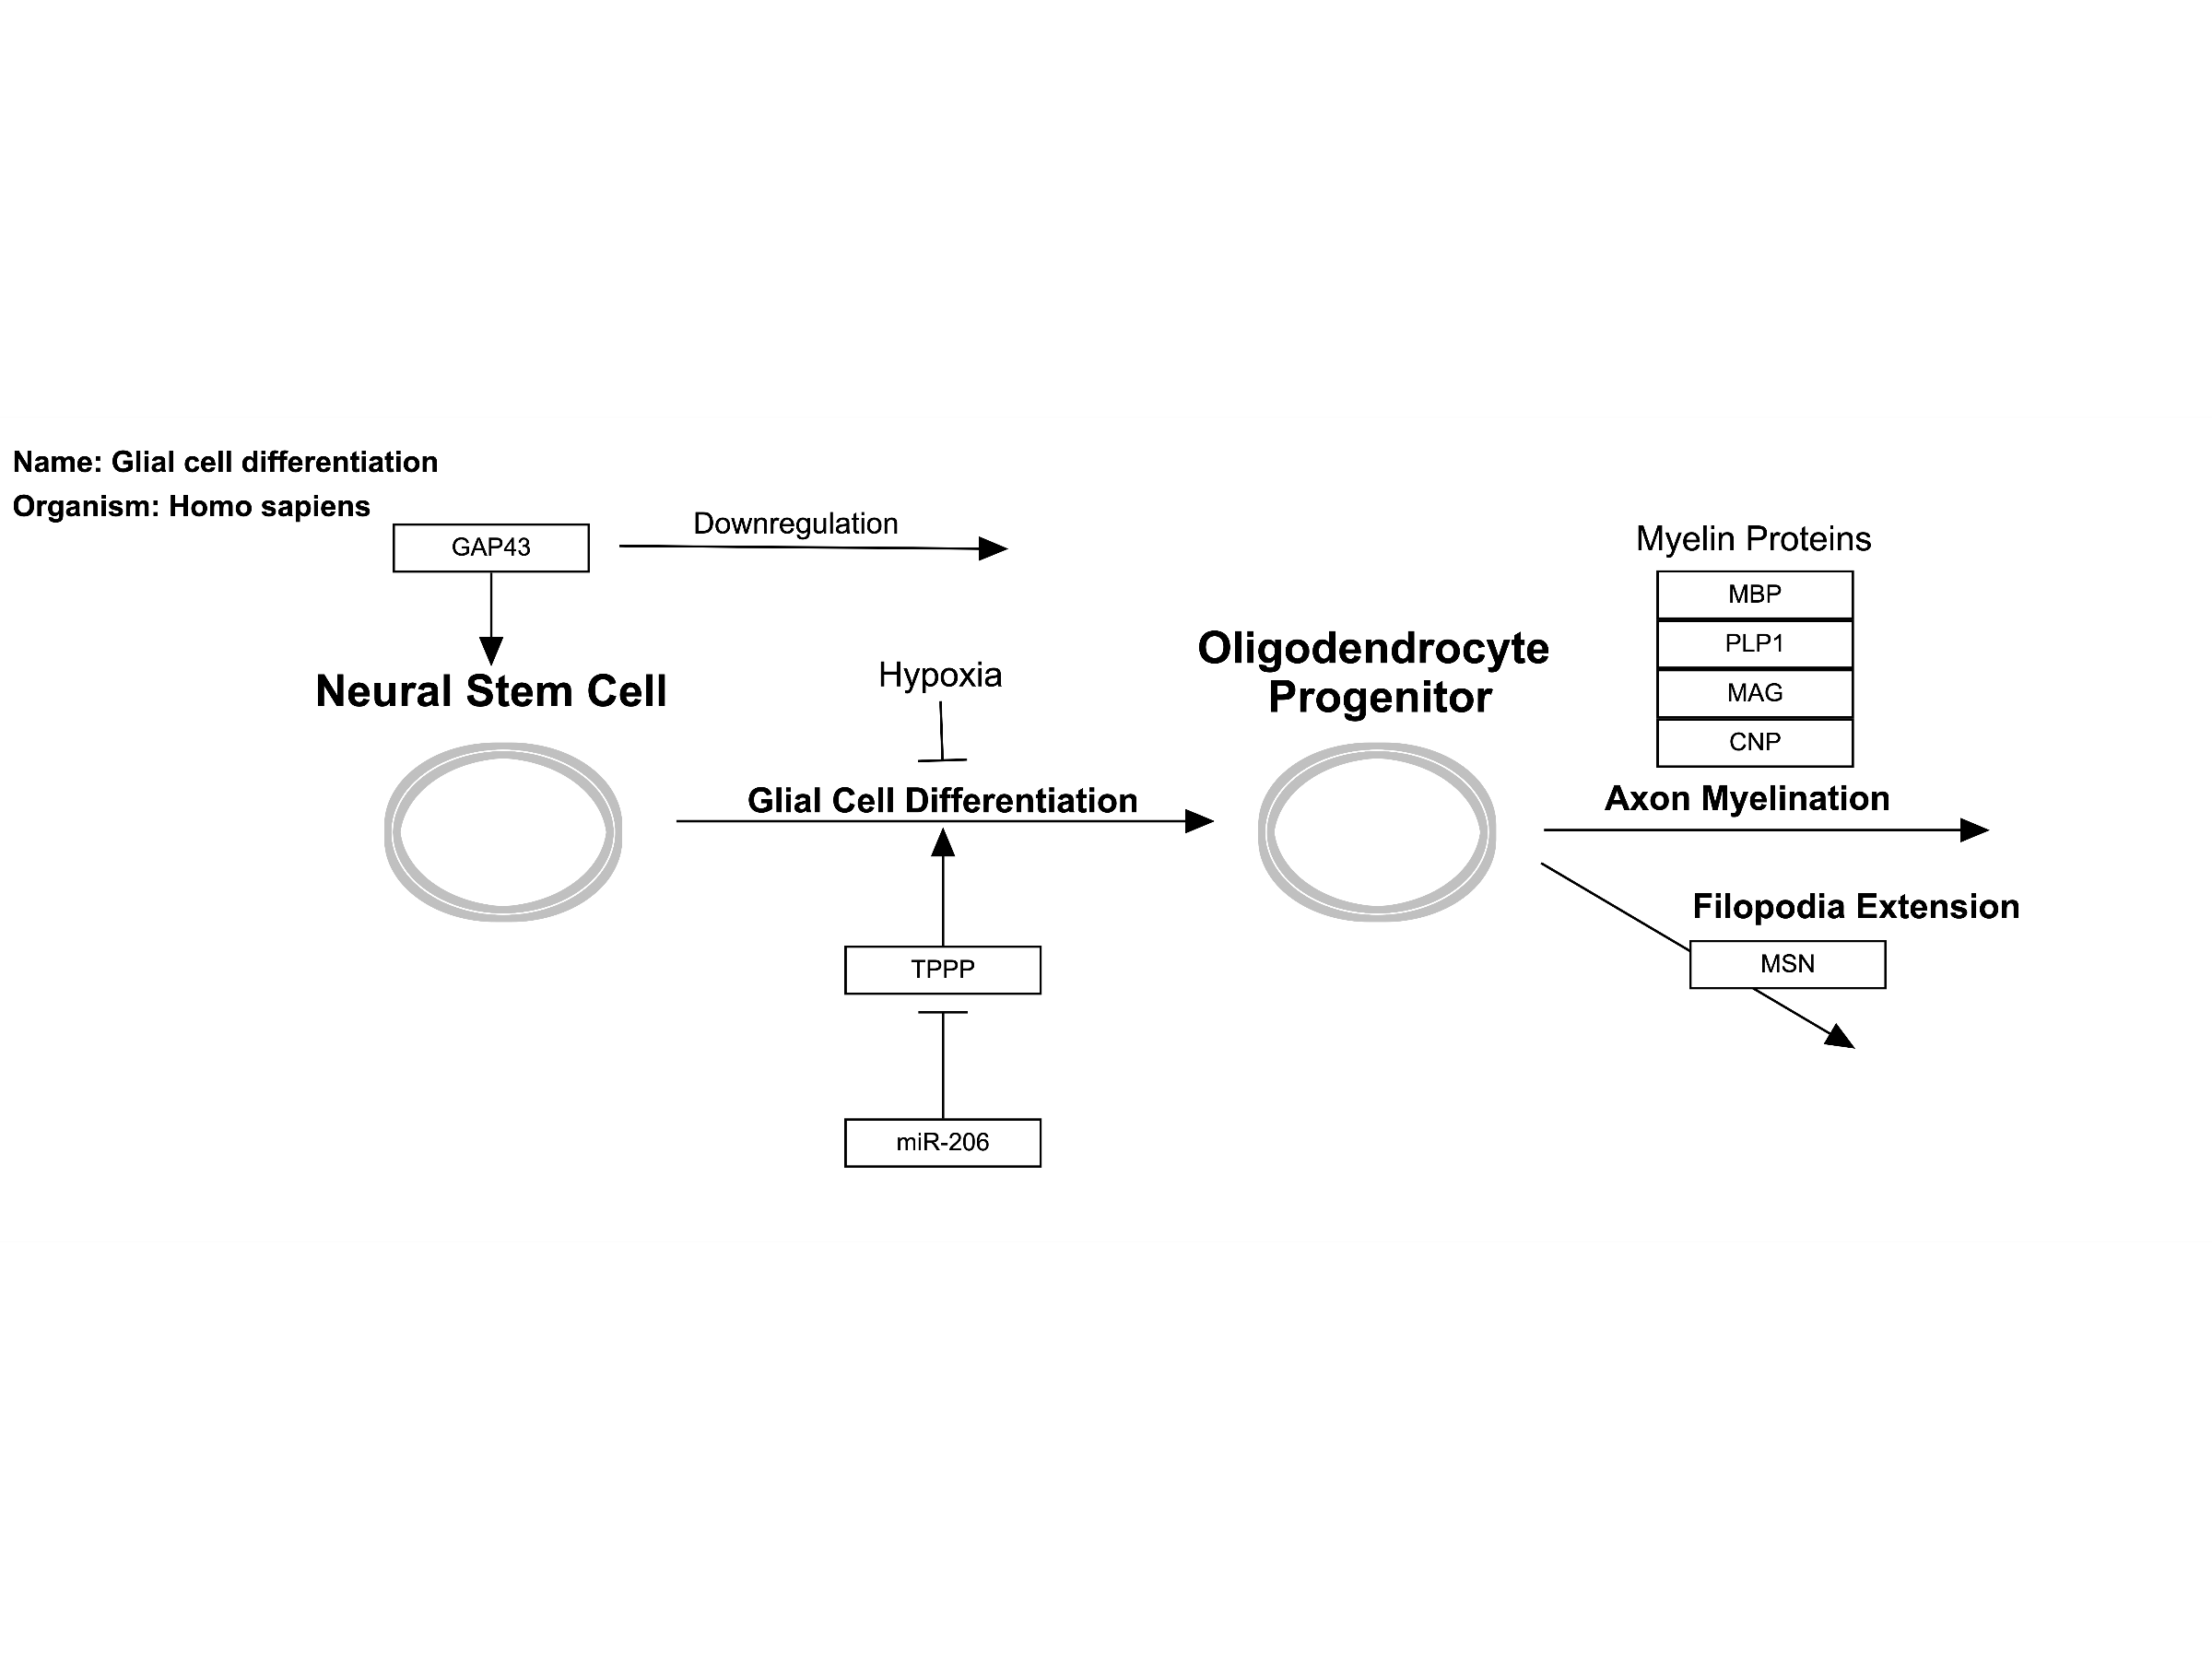 Name: Glial cell differentiation
Organism: Homo sapiens
GAP43
Downregulation
Neural Stem Cell
Hypoxia
Glial Cell Differentiation
TPPP
miR-206
Oligodendrocyte
Progenitor
Myelin Proteins
MBP
PLP1
MAG
CNP
Axon Myelination
Filopodia Extension
MSN